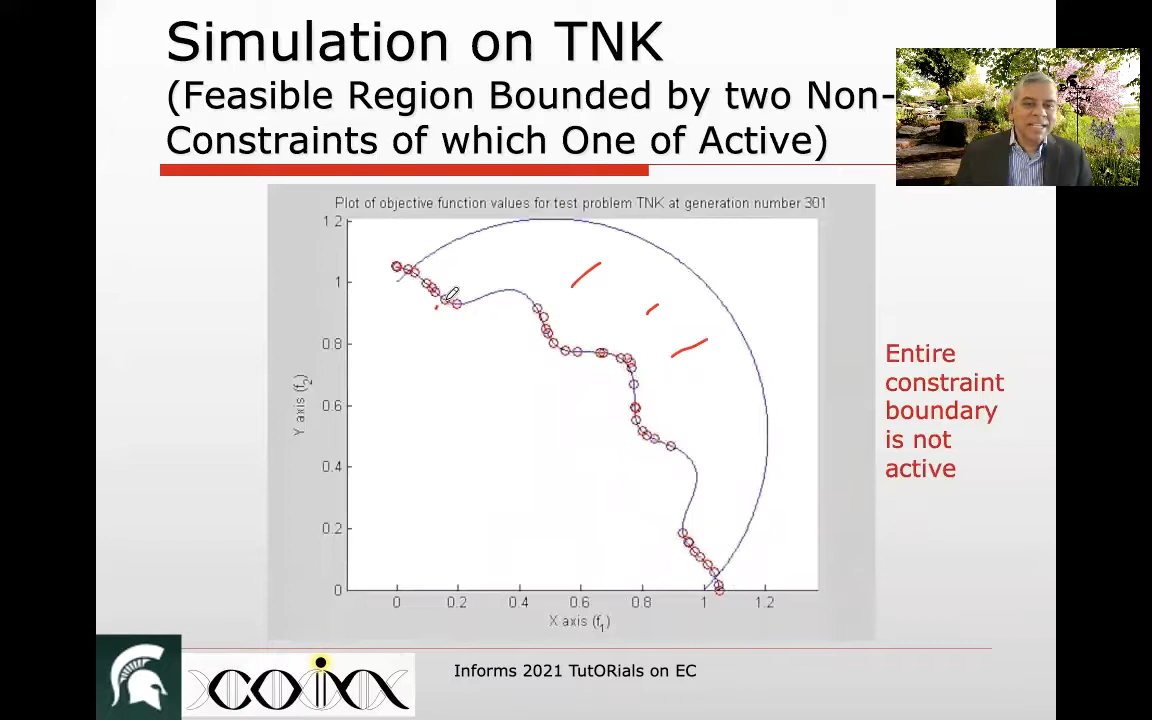 Simulation on TNK
(Feasible Region Bounded by two Non-
Constraints of which One of Active)
Plot of objective function values for test problem TNK at generation number 301
1.2
1
0.8
0.6
0.4
0.2
0
Y axis (f2)
0 0.2 0.4 0.6 0.8 1 1.2
X axis (f1)
Entire
constraint
boundary
is not
active
COIN
Informs 2021 TutORials on EC